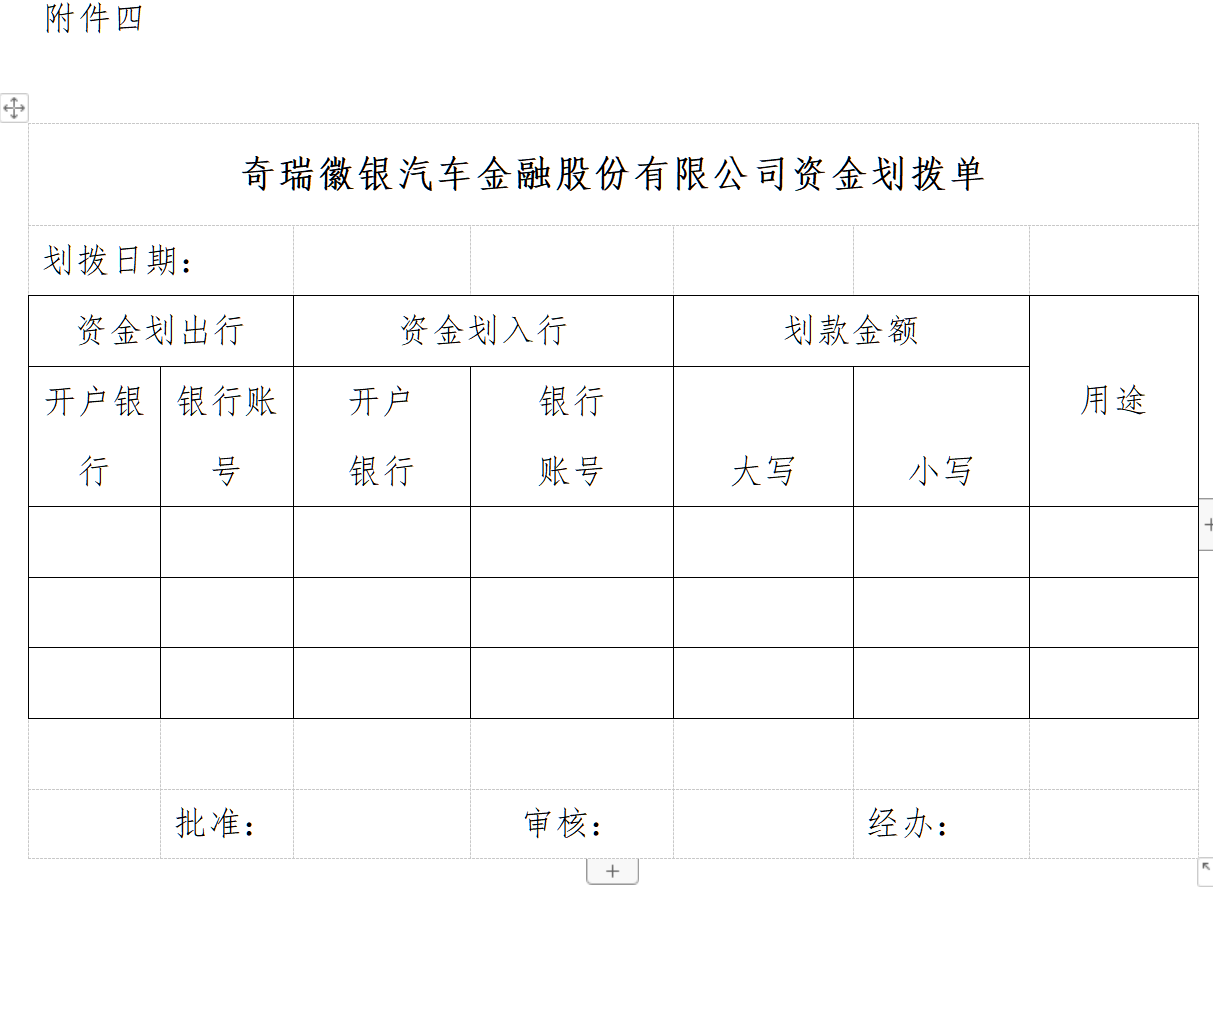 附件四
奇瑞徽银汽车金融股份有限公司资金划拨单
划拨日期：
资金划出行 资金划入行 划款金额 用途
开户银 银行账 开户 银行
行 号 银行 账号 大写 小写
批准： 审核： 经办：